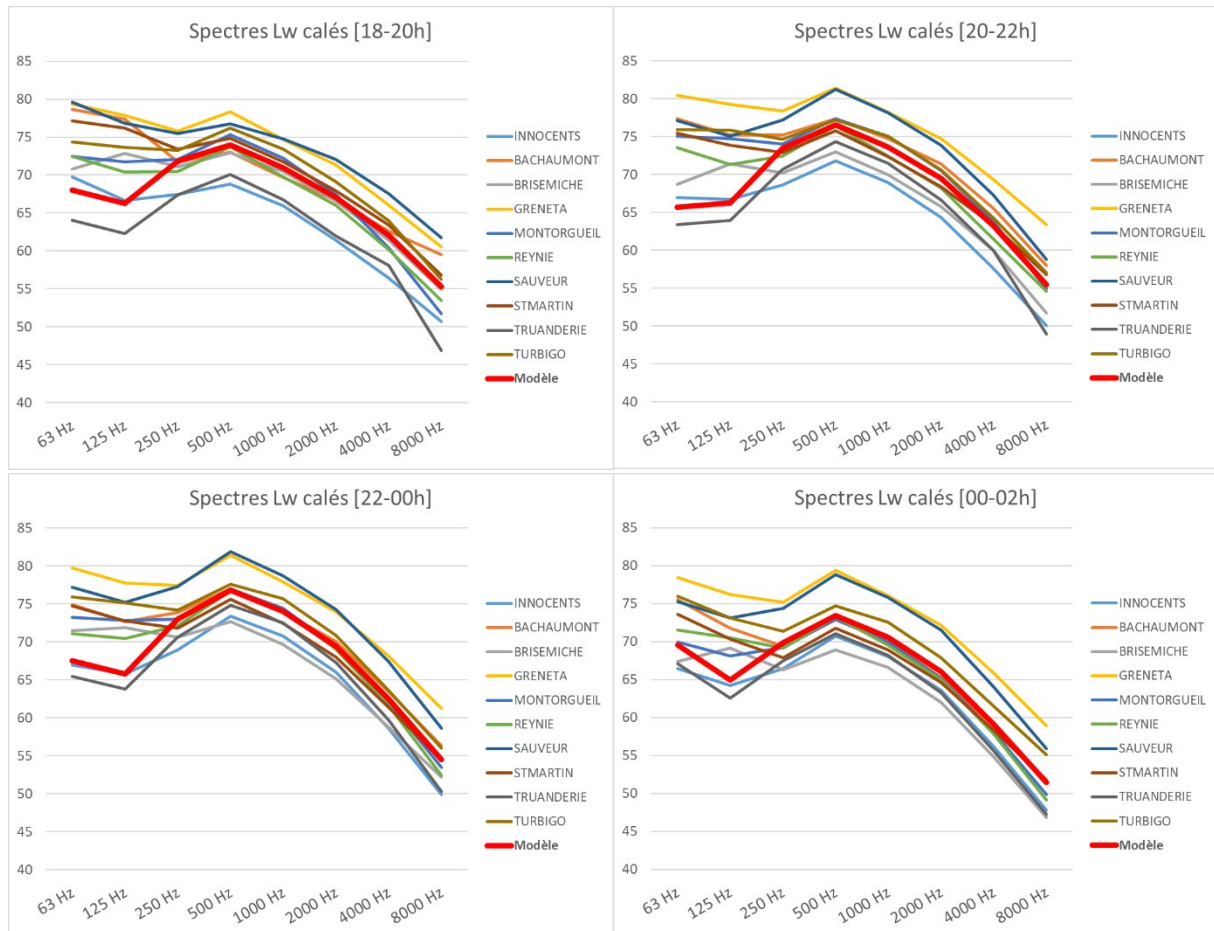 Spectres Lw calés [18-20h]
85
80
75
70
65
60
55
50
45
40
63 Hz
125 Hz
250 Hz
500 Hz
1000 Hz
2000 Hz
4000 Hz
8000 Hz
INNOCENTS
BACHAUMONT
BRISEMICHE
GRENETA
MONTORGUEIL
REYNIE
SAUVEUR
STMARTIN
TRUANDERIE
TURBIGO
Modèle
Spectres Lw calés [20-22h]
85
80
75
70
65
60
55
50
45
40
63 Hz
125 Hz
250 Hz
500 Hz
1000 Hz
2000 Hz
4000 Hz
8000 Hz
INNOCENTS
BACHAUMONT
BRISEMICHE
GRENETA
MONTORGUEIL
REYNIE
SAUVEUR
STMARTIN
TRUANDERIE
TURBIGO
Modèle
Spectres Lw calés [22-00h]
85
80
75
70
65
60
55
50
45
40
63 Hz
125 Hz
250 Hz
500 Hz
1000 Hz
2000 Hz
4000 Hz
8000 Hz
INNOCENTS
BACHAUMONT
BRISEMICHE
GRENETA
MONTORGUEIL
REYNIE
SAUVEUR
STMARTIN
TRUANDERIE
TURBIGO
Modèle
Spectres Lw calés [00-02h]
85
80
75
70
65
60
55
50
45
40
63 Hz
125 Hz
250 Hz
500 Hz
1000 Hz
2000 Hz
4000 Hz
8000 Hz
INNOCENTS
BACHAUMONT
BRISEMICHE
GRENETA
MONTORGUEIL
REYNIE
SAUVEUR
STMARTIN
TRUANDERIE
TURBIGO
Modèle